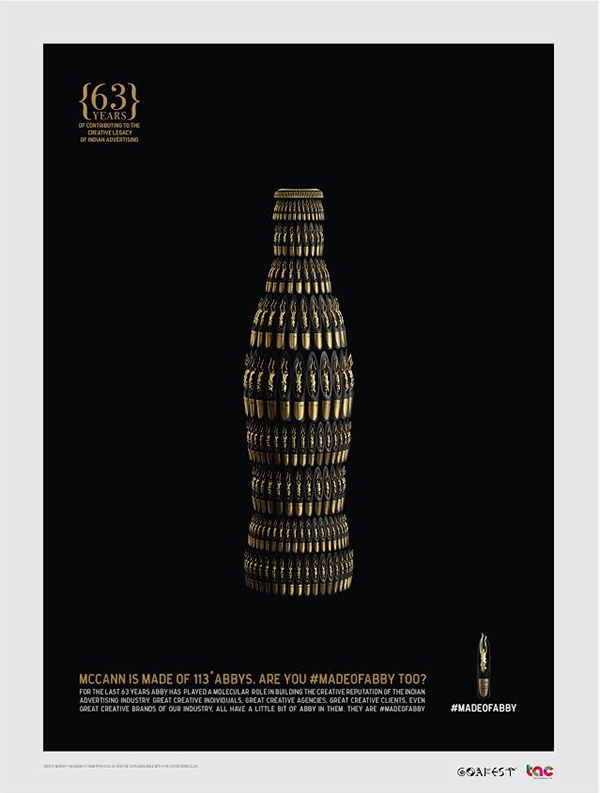 {63}
YEARS
OF CONTRIBUTING TO THE
CREATIVE LEGACY
OF INDIAN ADVERTISING
MCCANN IS MADE OF 113* ABBYS. ARE YOU #MADEOFABBY TOO?
FOR THE LAST 63 YEARS ABBY HAS PLAYED A MOLECULAR ROLE IN BUILDING THE CREATIVE REPUTATION OF THE INDIAN
ADVERTISING INDUSTRY. GREAT CREATIVE INDIVIDUALS, GREAT CREATIVE AGENCIES, GREAT CREATIVE CLIENTS, EVEN
GREAT CREATIVE BRANDS OF OUR INDUSTRY, ALL HAVE A LITTLE BIT OF ABBY IN THEM. THEY ARE #MADEOFABBY
#MADEOFABBY
GOAFEST
tac